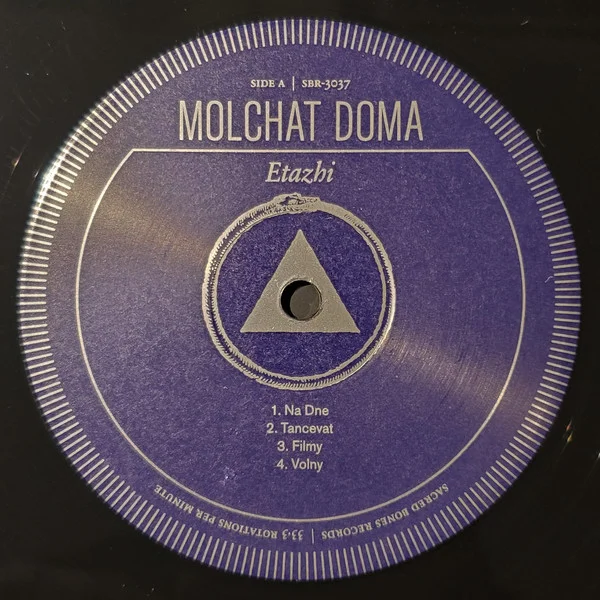 SIDE A | SBR-3037
MOLCHAT DOMA
Etazhi
1. Na Dne
2. Tancevat
3. Filmy
4. Volny
SACRED BONES RECORDS | 33.3 ROTATIONS PER MINUTE